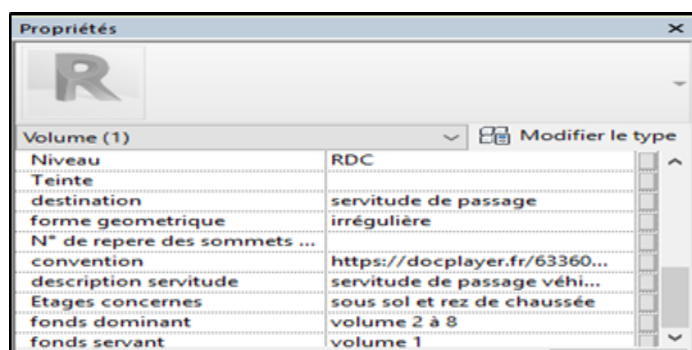 Propriétés
R
Volume (1) Modifier le type
Niveau RDC
Teinte
destination servitude de passage
forme geometrique irrégulière
N° de repere des sommets ...
convention https://docplayer.fr/63360...
description servitude servitude de passage véhi...
Etages concernes sous sol et rez de chaussée
fonds dominant volume 2 à 8
fonds servant volume 1